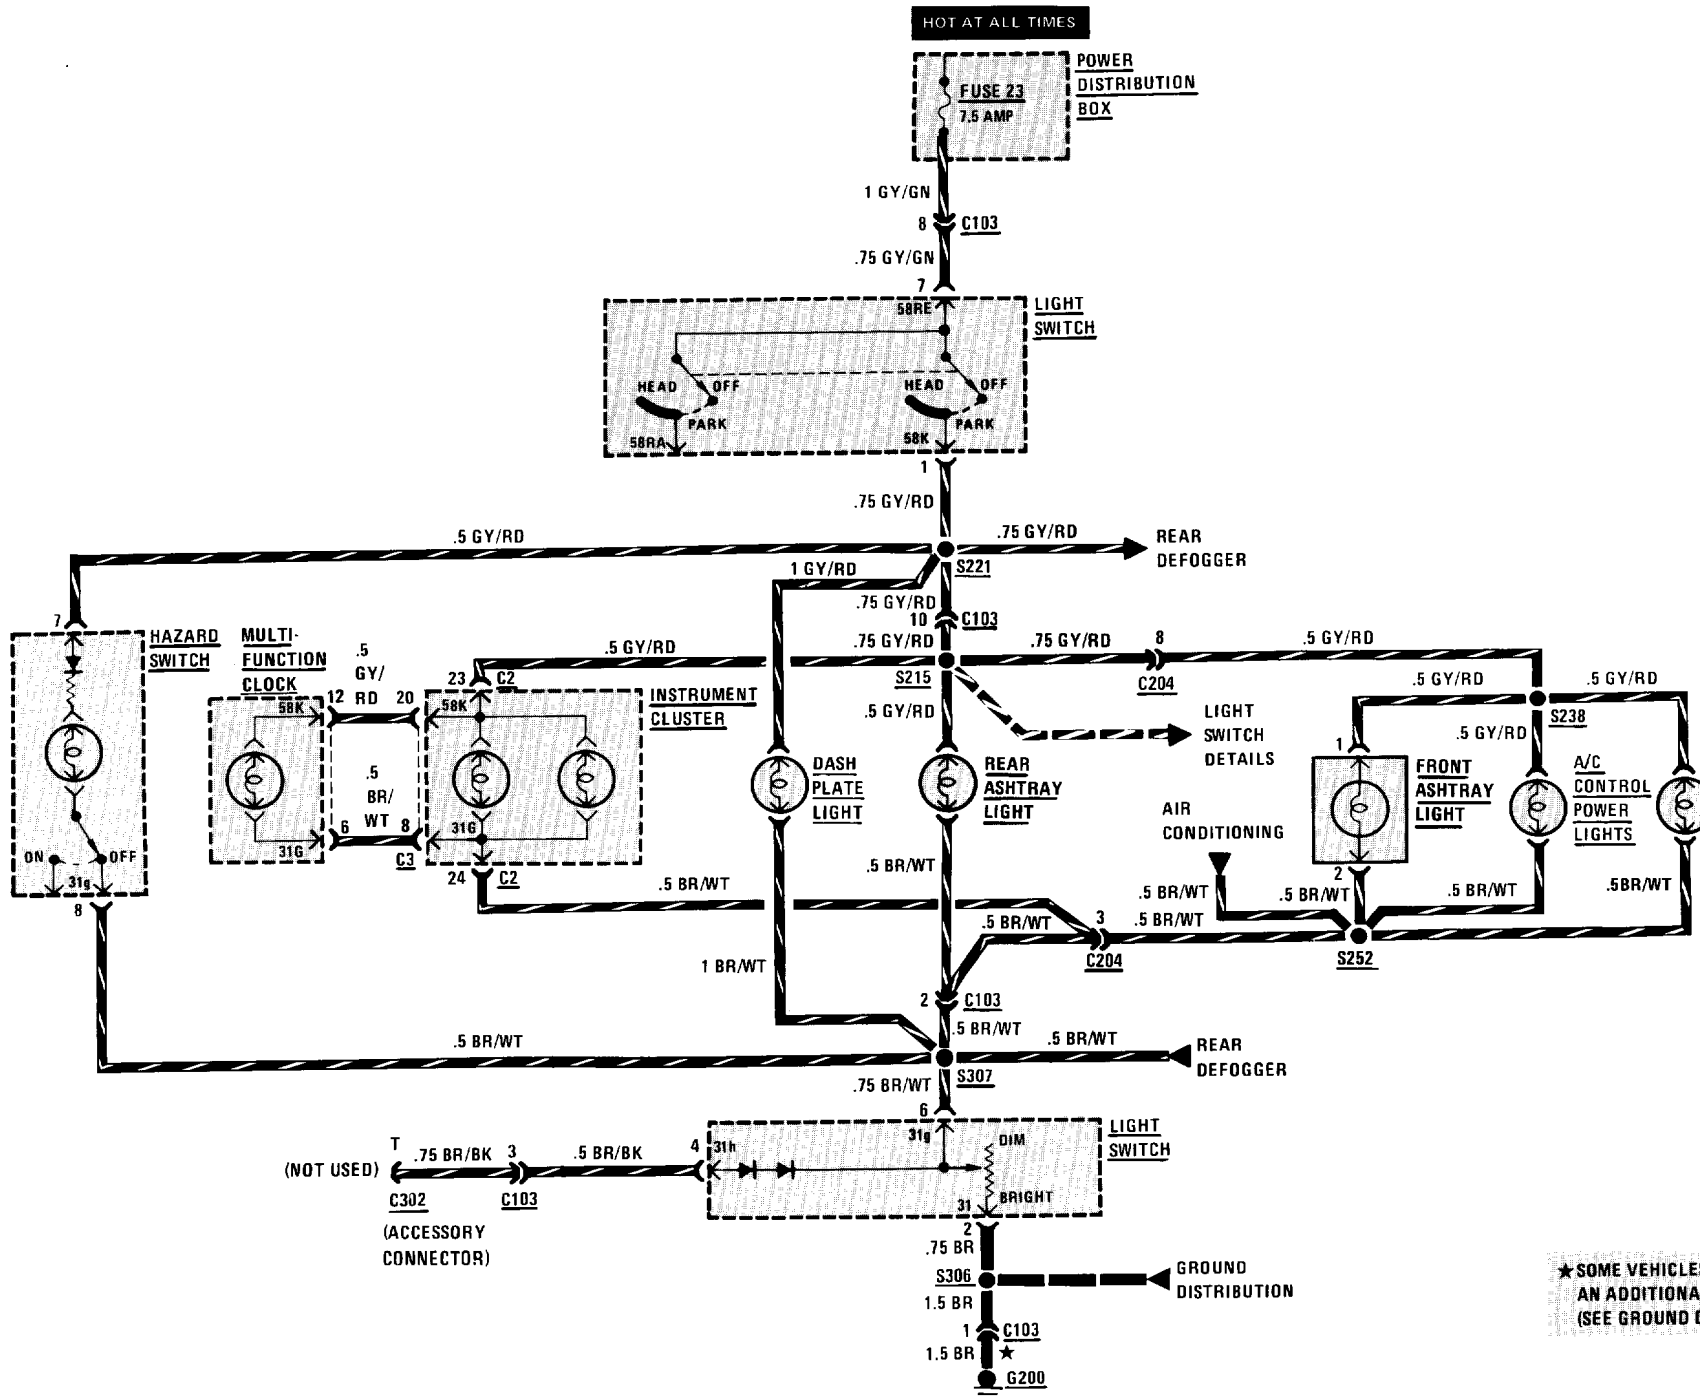 HOT AT ALL TIMES
POWER
DISTRIBUTION
BOX
FUSE 23
7.5 AMP
1 GY/GN
8 C103
.75 GY/GN
7
LIGHT
SWITCH
58RE
HEAD OFF
PARK
58RA
HEAD OFF
PARK
58K
1
.75 GY/RD
.5 GY/RD
.75 GY/RD
REAR
DEFOGGER
S221
1 GY/RD
.75 GY/RD
10 C103
.75 GY/RD
.5 GY/RD
.75 GY/RD
8
C204
.5 GY/RD
S215
7
HAZARD
SWITCH
ON OFF
31g
8
MULTI-
FUNCTION
CLOCK
58K
31G
12
.5
GY/
RD
20
6
.5
BR/
WT
8
C3
23 C2
58K
31G
24 C2
INSTRUMENT
CLUSTER
DASH
PLATE
LIGHT
.5 GY/RD
REAR
ASHTRAY
LIGHT
LIGHT
SWITCH
DETAILS
.5 GY/RD
.5 GY/RD
S238
.5 GY/RD
1
FRONT
ASHTRAY
LIGHT
2
A/C
CONTROL
POWER
LIGHTS
AIR
CONDITIONING
.5 BR/WT
.5 BR/WT
.5 BR/WT
.5 BR/WT
.5BR/WT
.5 BR/WT
.5 BR/WT
3
C204
.5 BR/WT
S252
1 BR/WT
2 C103
.5 BR/WT
.5 BR/WT
.5 BR/WT
REAR
DEFOGGER
S307
.75 BR/WT
6
LIGHT
SWITCH
31g
DIM
BRIGHT
31
31h
4
T
(NOT USED)
.75 BR/BK
3
.5 BR/BK
C302
C103
(ACCESSORY
CONNECTOR)
2
.75 BR
S306
GROUND
DISTRIBUTION
1.5 BR
1 C103
1.5 BR ★
G200
★SOME VEHICLES
AN ADDITIONA
(SEE GROUND D